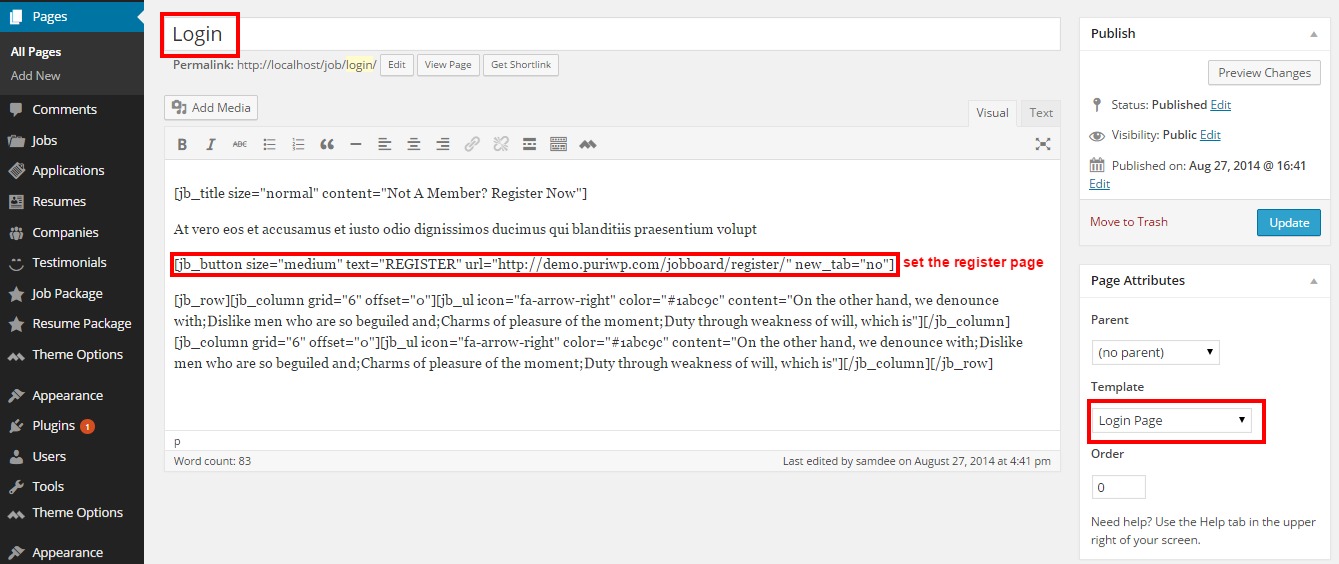 Pages
All Pages
Add New
Comments
Jobs
Applications
Resumes
Companies
Testimonials
Job Package
Resume Package
Theme Options
Appearance
Plugins 1
Users
Tools
Theme Options
Appearance
Login
Permalink: http://localhost/job/login/ Edit View Page Get Shortlink
Add Media
Visual Text
B I ABC
[jb_title size="normal" content="Not A Member? Register Now"]
At vero eos et accusamus et iusto odio dignissimos ducimus qui blanditiis praesentium volupt
[jb_button size="medium" text="REGISTER" url="http://demo.puriwp.com/jobboard/register/" new_tab="no"] set the register page
[jb_row][jb_column grid="6" offset="0"][jb_ul icon="fa-arrow-right" color="#1abc9c" content="On the other hand, we denounce
with;Dislike men who are so beguiled and;Charms of pleasure of the moment;Duty through weakness of will, which is"][/jb_column]
[jb_column grid="6" offset="0"][jb_ul icon="fa-arrow-right" color="#1abc9c" content="On the other hand, we denounce with;Dislike
men who are so beguiled and;Charms of pleasure of the moment;Duty through weakness of will, which is"][/jb_column][/jb_row]
p
Word count: 83 Last edited by samdee on August 27, 2014 at 4:41 pm
Publish
Preview Changes
Status: Published Edit
Visibility: Public Edit
Published on: Aug 27, 2014 @ 16:41
Edit
Move to Trash Update
Page Attributes
Parent
(no parent)
Template
Login Page
Order
0
Need help? Use the Help tab in the upper
right of your screen.